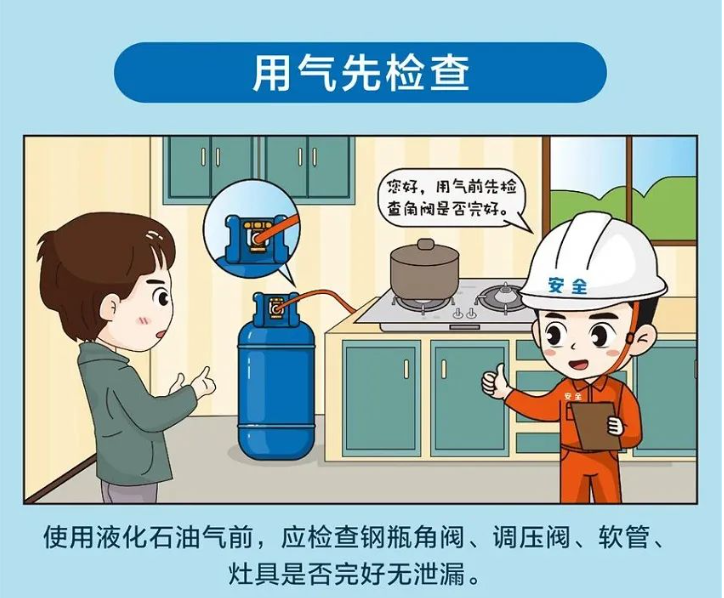 用气先检查
您好，用气前先检
查角阀是否完好。
安全
安全
使用液化石油气前，应检查钢瓶角阀、调压阀、软管、
灶具是否完好无泄漏。